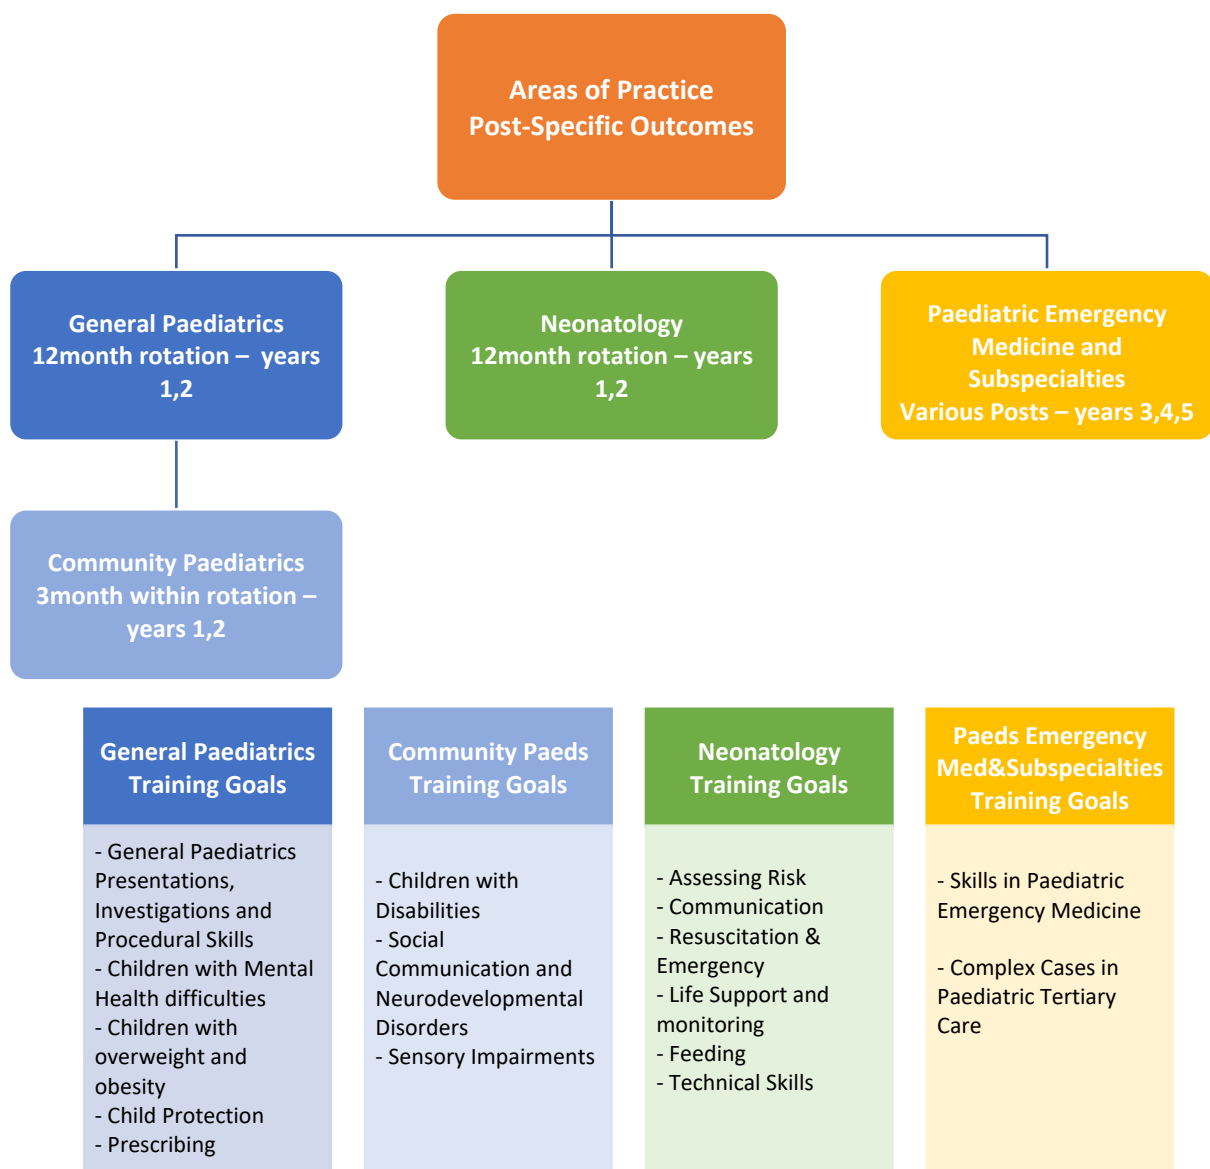 Areas of Practice
Post-Specific Outcomes
General Paediatrics
12month rotation – years
1,2
Neonatology
12month rotation – years
1,2
Paediatric Emergency
Medicine and
Subspecialties
Various Posts – years 3,4,5
Community Paediatrics
3month within rotation –
years 1,2
General Paediatrics
Training Goals
- General Paediatrics
Presentations,
Investigations and
Procedural Skills
- Children with Mental
Health difficulties
- Children with
overweight and
obesity
- Child Protection
- Prescribing
Community Paeds
Training Goals
- Children with
Disabilities
- Social
Communication and
Neurodevelopmental
Disorders
- Sensory Impairments
Neonatology
Training Goals
- Assessing Risk
- Communication
- Resuscitation &
Emergency
- Life Support and
monitoring
- Feeding
- Technical Skills
Paeds Emergency
Med&Subspecialties
Training Goals
- Skills in Paediatric
Emergency Medicine
- Complex Cases in
Paediatric Tertiary
Care